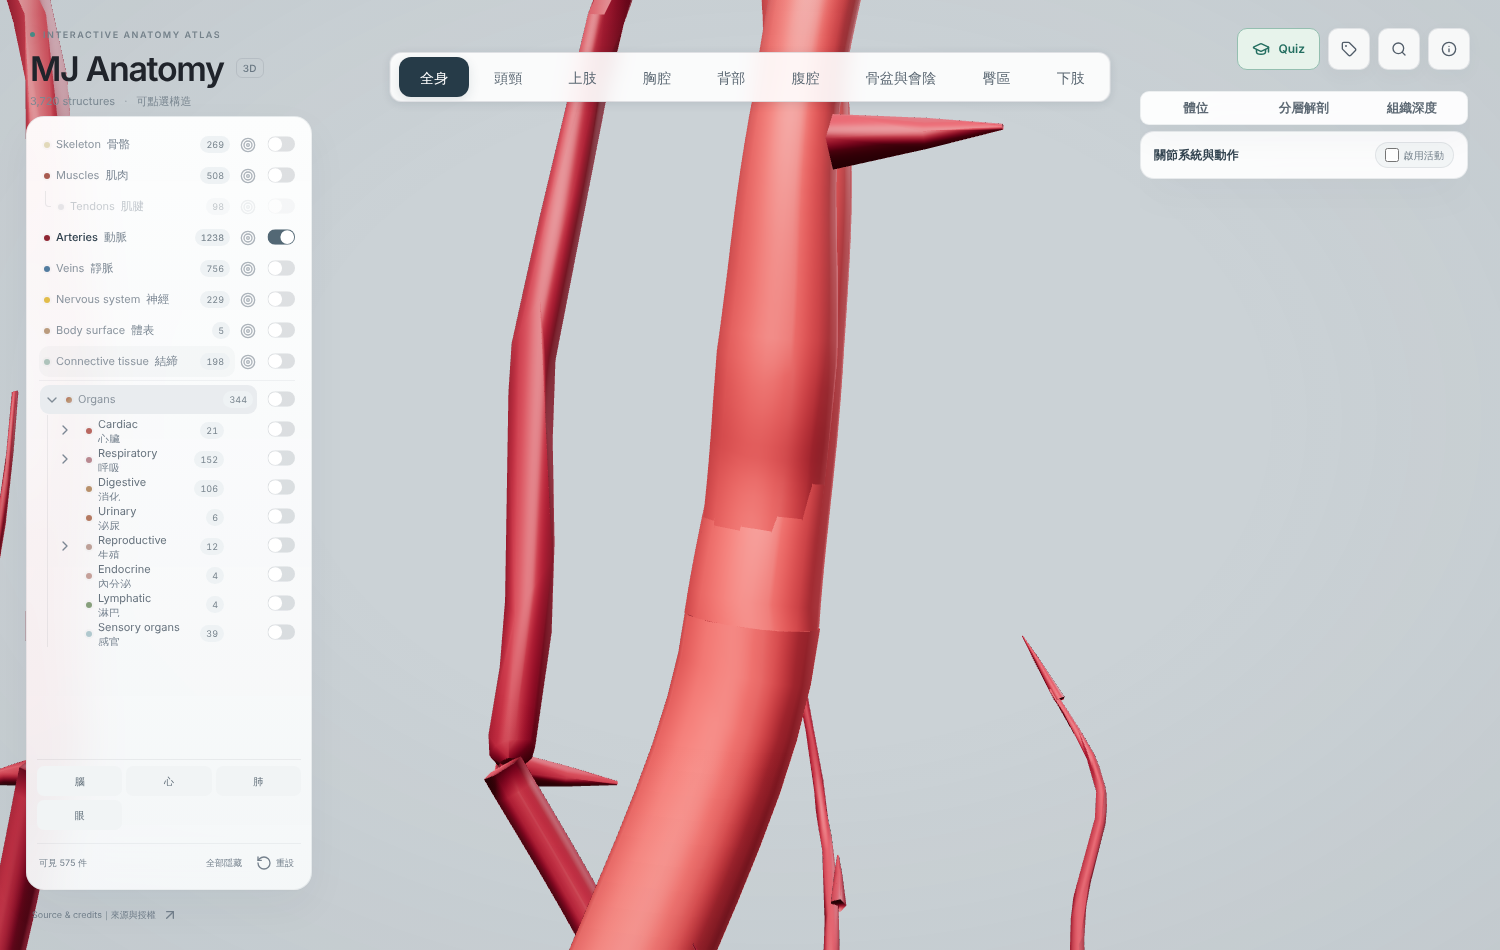 INTERACTIVE ANATOMY ATLAS
MJ Anatomy 3D
structures · 可點選構造
全身 頭頸 上肢 胸腔 背部 腹腔 骨盆與會陰 臀區 下肢
Quiz
體位 分層解剖 組織深度
關節系統與動作 啟用活動
Skeleton 骨骼 269
Muscles 肌肉 508
Tendons 肌腱 98
Arteries 動脈 1238
Veins 靜脈 756
Nervous system 神經 229
Body surface 體表 5
Connective tissue 結締 198
Organs 344
Cardiac 21
心臟
Respiratory 152
呼吸
Digestive 106
消化
Urinary 6
泌尿
Reproductive 12
生殖
Endocrine 4
內分泌
Lymphatic 4
淋巴
Sensory organs 39
感官
腦 心 肺
眼
可見 575 件 全部隱藏 重設
Source & credits | 來源與授權